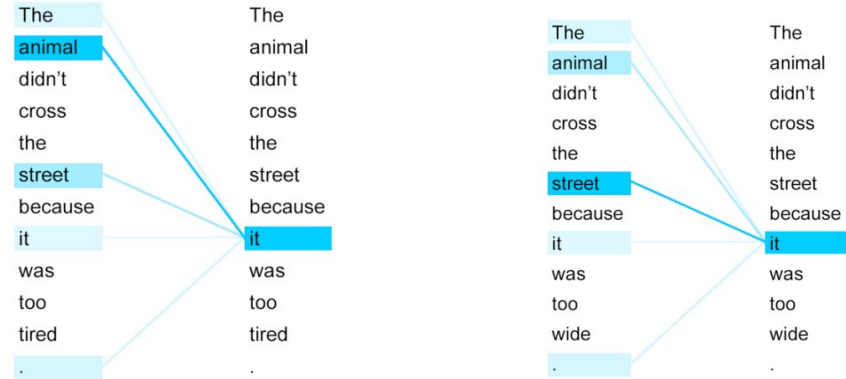 The
animal
didn't
cross
the
street
because
it
was
too
tired
.
The
animal
didn't
cross
the
street
because
it
was
too
tired
.
The
animal
didn't
cross
the
street
because
it
was
too
wide
.
The
animal
didn't
cross
the
street
because
it
was
too
wide
.